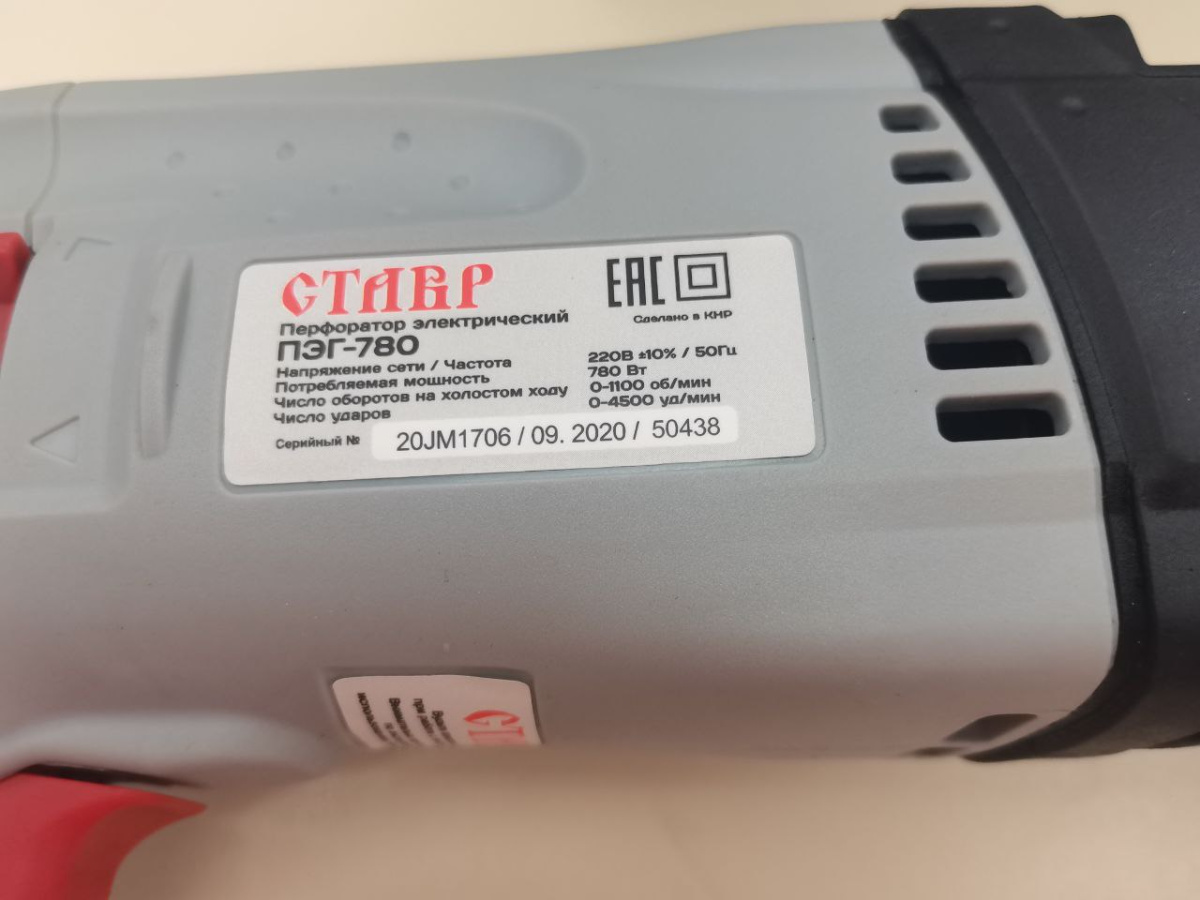 СТАВР
EAC
Сделано в КНР
Перфоратор электрический
ПЭГ-780
Напряжение сети / Частота 220В ±10% / 50Гц
Потребляемая мощность 780 Вт
Число оборотов на холостом ходу 0-1100 об/мин
Число ударов 0-4500 уд/мин
Серийный № 20JM1706 / 09. 2020 / 50438